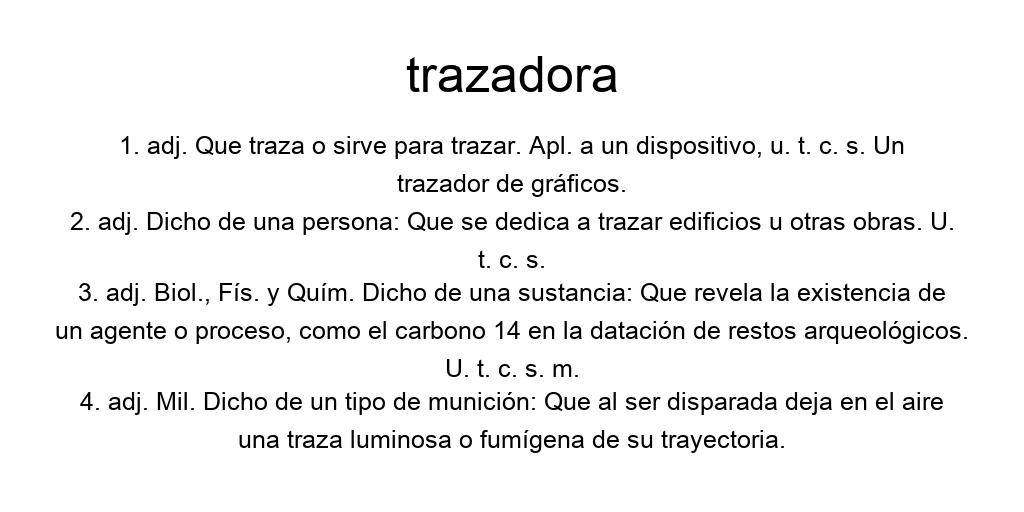 trazadora
1. adj. Que traza o sirve para trazar. Apl. a un dispositivo, u. t. c. s. Un
trazador de gráficos.
2. adj. Dicho de una persona: Que se dedica a trazar edificios u otras obras. U.
t. c. s.
3. adj. Biol., Fís. y Quím. Dicho de una sustancia: Que revela la existencia de
un agente o proceso, como el carbono 14 en la datación de restos arqueológicos.
U. t. c. s. m.
4. adj. Mil. Dicho de un tipo de munición: Que al ser disparada deja en el aire
una traza luminosa o fumígena de su trayectoria.